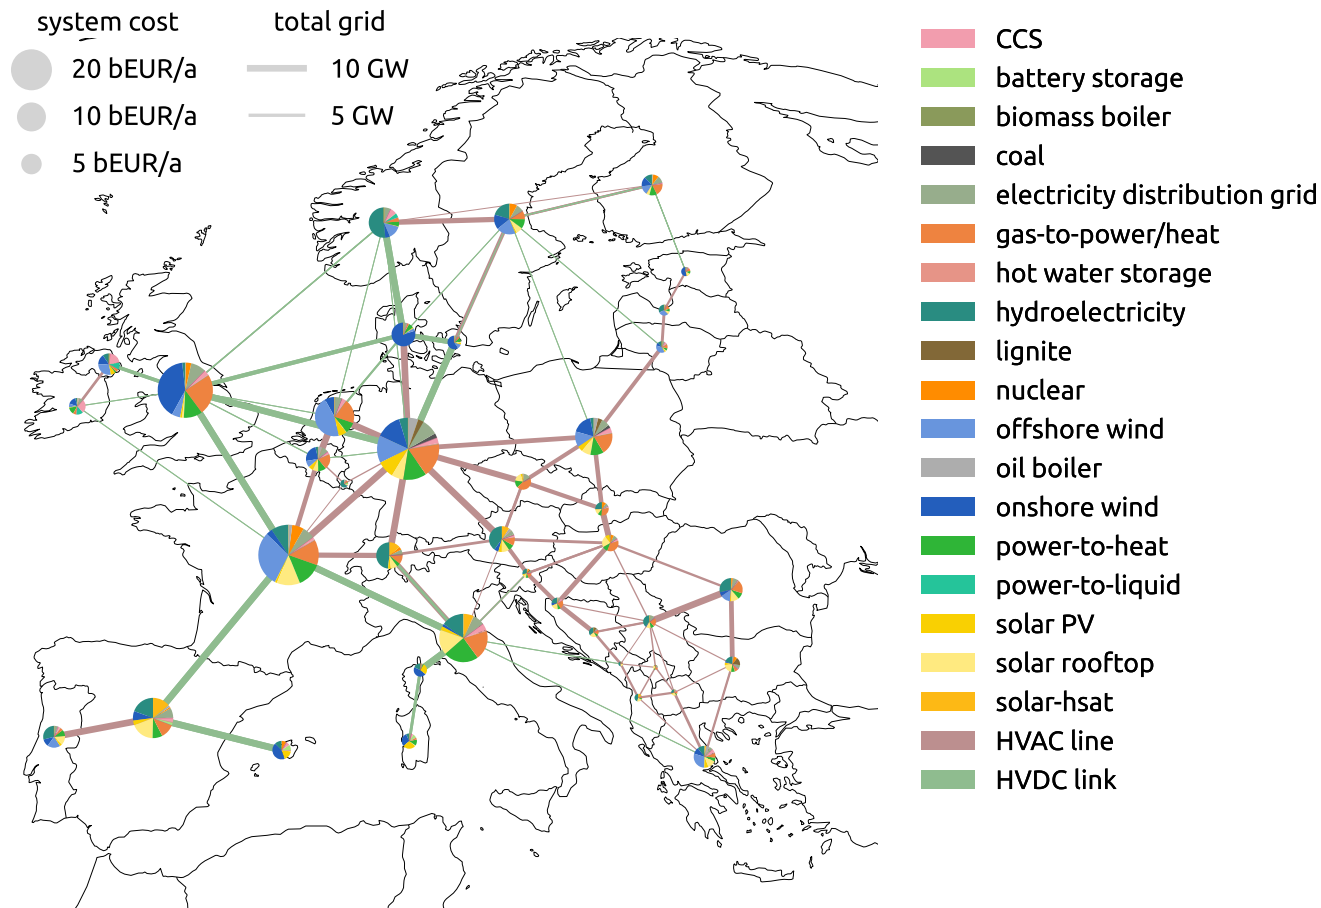 system cost
20 bEUR/a
10 bEUR/a
5 bEUR/a
total grid
10 GW
5 GW
CCS
battery storage
biomass boiler
coal
electricity distribution grid
gas-to-power/heat
hot water storage
hydroelectricity
lignite
nuclear
offshore wind
oil boiler
onshore wind
power-to-heat
power-to-liquid
solar PV
solar rooftop
solar-hsat
HVAC line
HVDC link